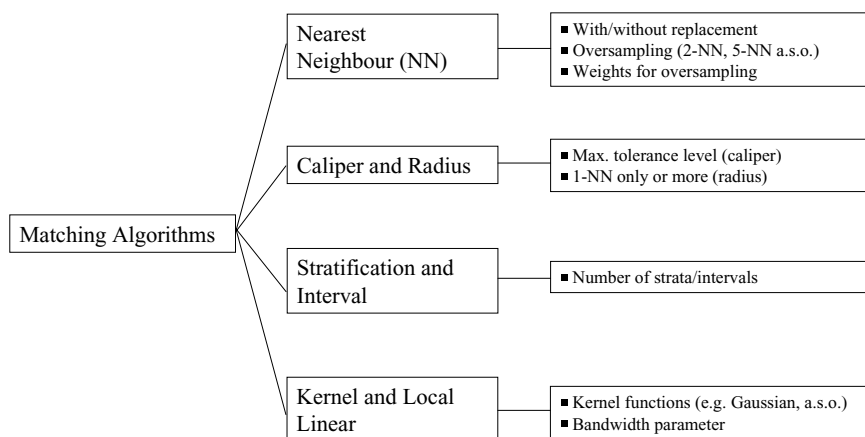 Nearest
Neighbour (NN)
■ With/without replacement
■ Oversampling (2-NN, 5-NN a.s.o.)
■ Weights for oversampling
Caliper and Radius
■ Max. tolerance level (caliper)
■ 1-NN only or more (radius)
Matching Algorithms
Stratification and
Interval
■ Number of strata/intervals
Kernel and Local
Linear
■ Kernel functions (e.g. Gaussian, a.s.o.)
■ Bandwidth parameter